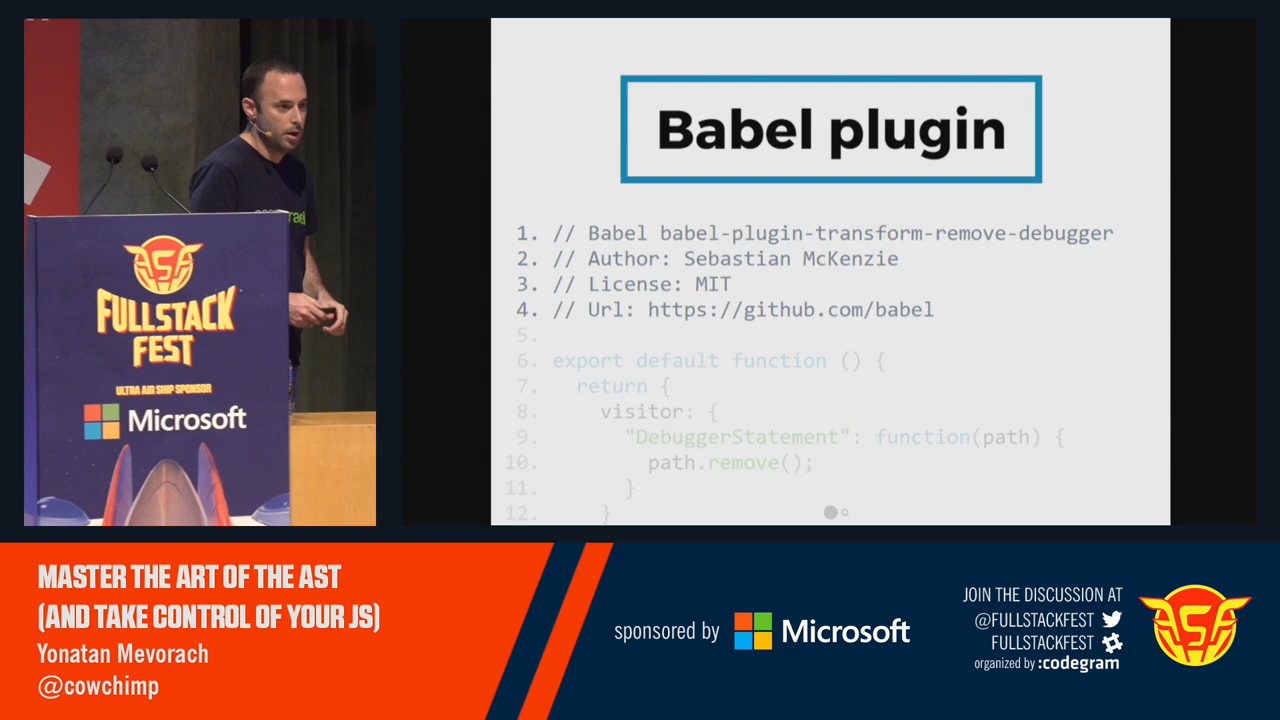 FULLSTACK
FEST
ULTRA AIR SHIP SPONSOR
Microsoft
Babel plugin
1. // Babel babel-plugin-transform-remove-debugger
2. // Author: Sebastian McKenzie
3. // License: MIT
4. // Url: https://github.com/babel
5.
6. export default function () {
7. return {
8. visitor: {
9. "DebuggerStatement": function(path) {
10. path.remove();
11. }
12. }
MASTER THE ART OF THE AST
(AND TAKE CONTROL OF YOUR JS)
Yonatan Mevorach
@cowchimp
sponsored by Microsoft
JOIN THE DISCUSSION AT
@FULLSTACKFEST
FULLSTACKFEST
organized by :codegram